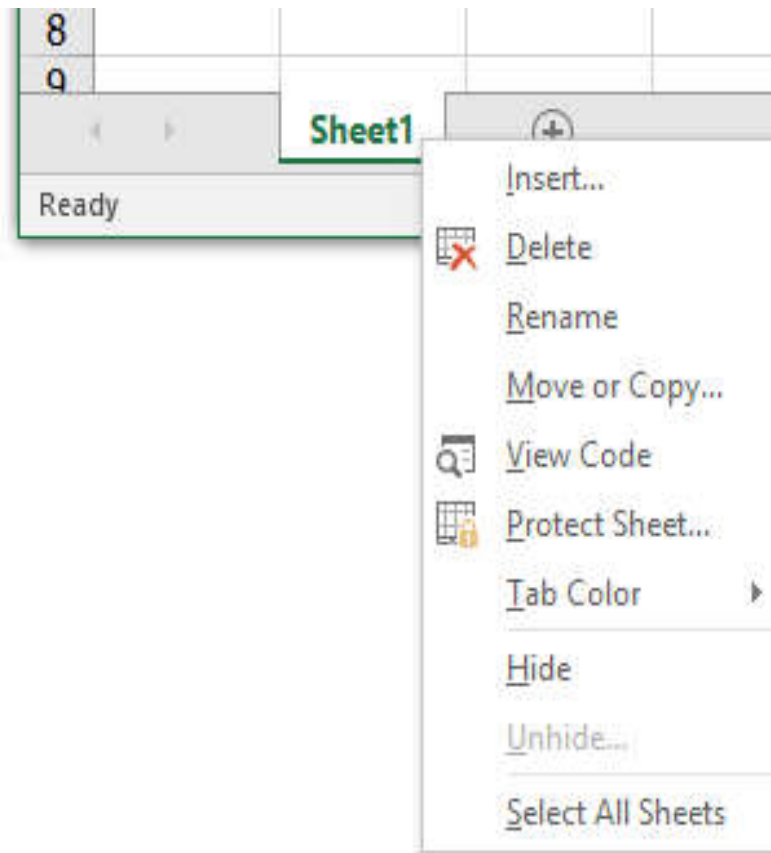 8
9
Sheet1
Ready
Insert...
Delete
Rename
Move or Copy...
View Code
Protect Sheet...
Tab Color
Hide
Unhide...
Select All Sheets